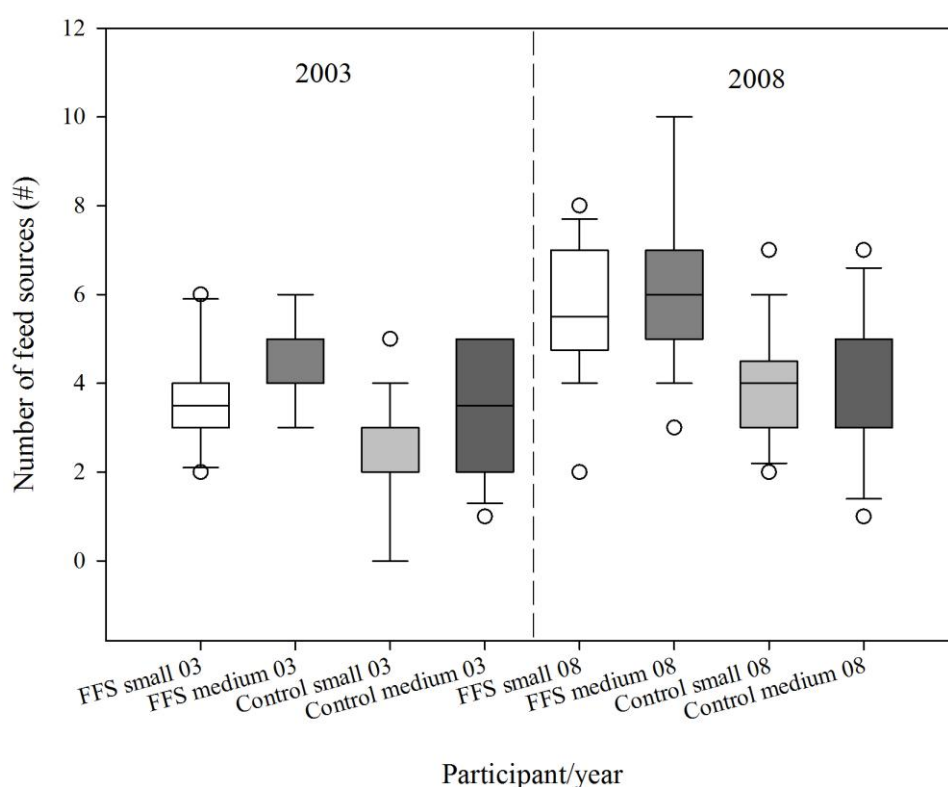 12
10
8
6
4
2
0
Number of feed sources (#)
2003
2008
FFS small 03
FFS medium 03
Control small 03
Control medium 03
FFS small 08
FFS medium 08
Control small 08
Control medium 08
Participant/year